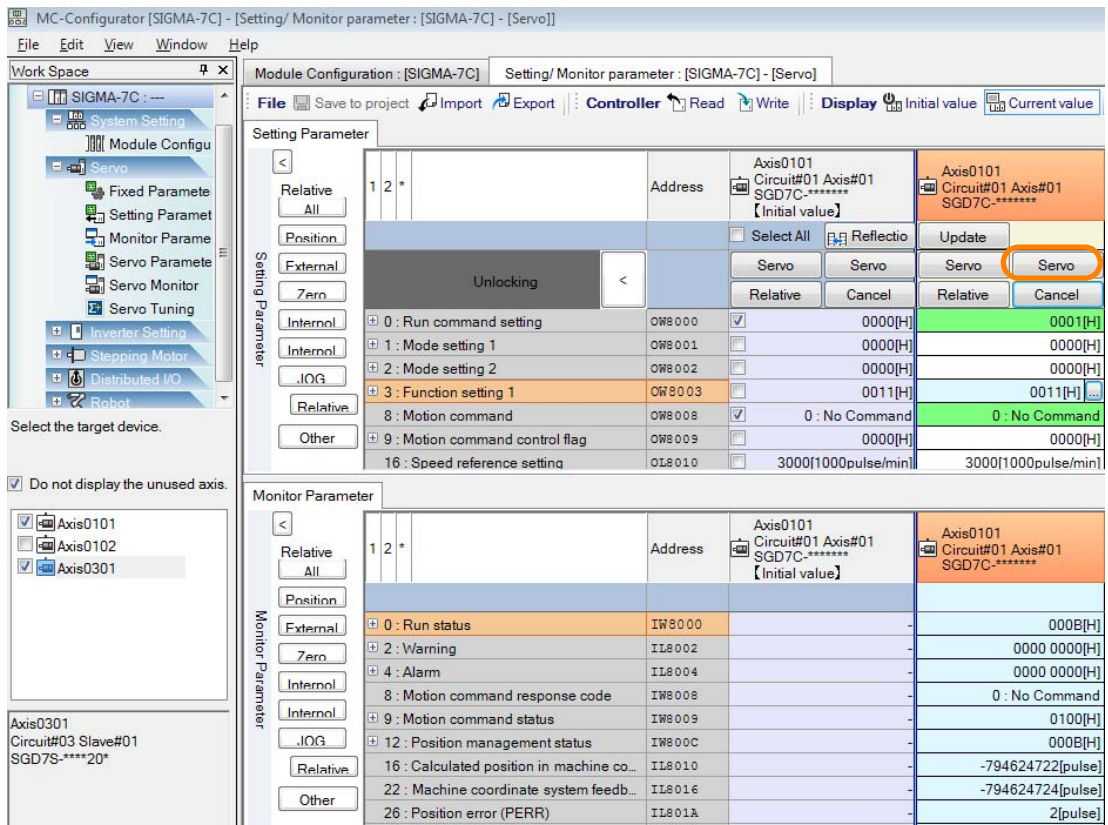 MC-Configurator [SIGMA-7C] - [Setting/ Monitor parameter : [SIGMA-7C] - [Servo]]
File Edit View Window Help
Work Space
SIGMA-7C : ---
System Setting
Module Configu
Servo
Fixed Paramete
Setting Paramet
Monitor Parame
Servo Paramete
Servo Monitor
Servo Tuning
Inverter Setting
Stepping Motor
Distributed I/O
Robot
Select the target device.
Do not display the unused axis.
Axis0101
Axis0102
Axis0301
Axis0301
Circuit#03 Slave#01
SGD7S-****20*
Module Configuration : [SIGMA-7C] Setting/ Monitor parameter : [SIGMA-7C] - [Servo]
File Save to project Import Export Controller Read Write Display Initial value Current value
Setting Parameter
Setting Parameter
<
Relative
All
Position
External
Zero
Interpol
Interpol
JOG
Relative
Other
1 2 * Address
Axis0101
Circuit#01 Axis#01
SGD7C-*******
【Initial value】
Axis0101
Circuit#01 Axis#01
SGD7C-*******
Select All Reflectio Update
Unlocking <
Servo Servo Servo Servo
Relative Cancel Relative Cancel
0 : Run command setting OW8000 0000[H] 0001[H]
1 : Mode setting 1 OW8001 0000[H] 0000[H]
2 : Mode setting 2 OW8002 0000[H] 0000[H]
3 : Function setting 1 OW8003 0011[H] 0011[H] ...
8 : Motion command OW8008 0 : No Command 0 : No Command
9 : Motion command control flag OW8009 0000[H] 0000[H]
16 : Speed reference setting OL8010 3000[1000pulse/min] 3000[1000pulse/min]
Monitor Parameter
Monitor Parameter
<
Relative
All
Position
External
Zero
Interpol
Interpol
JOG
Relative
Other
1 2 * Address
Axis0101
Circuit#01 Axis#01
SGD7C-*******
【Initial value】
Axis0101
Circuit#01 Axis#01
SGD7C-*******
0 : Run status IW8000 - 000B[H]
2 : Warning IL8002 - 0000 0000[H]
4 : Alarm IL8004 - 0000 0000[H]
8 : Motion command response code IW8008 - 0 : No Command
9 : Motion command status IW8009 - 0100[H]
12 : Position management status IW800C - 000B[H]
16 : Calculated position in machine co... IL8010 - -794624722[pulse]
22 : Machine coordinate system feedb... IL8016 - -794624724[pulse]
26 : Position error (PERR) IL801A - 2[pulse]